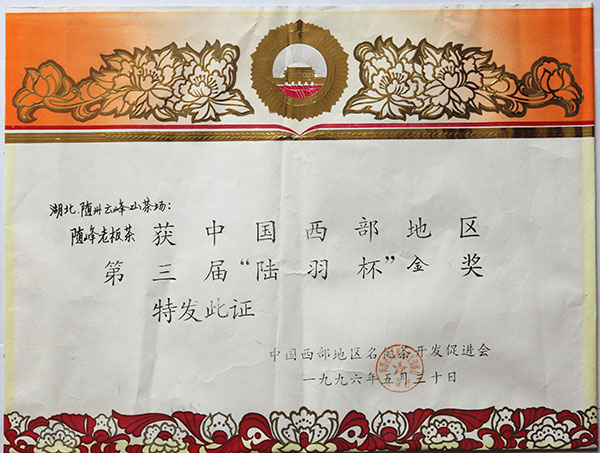 湖北随州云峰山茶场：
随峰老板茶 获中国西部地区
第三届“陆羽杯”金奖
特发此证
中国西部地区名优茶开发促进会
一九九六年五月三十日